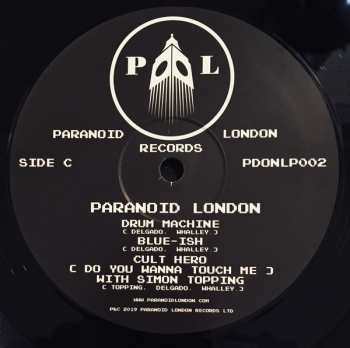 P L
PARANOID LONDON
RECORDS
SIDE C PDONLP002
PARANOID LONDON
DRUM MACHINE
( DELGADO. WHALLEY.)
BLUE-ISH
( DELGADO. WHALLEY.)
CULT HERO
( DO YOU WANNA TOUCH ME )
WITH SIMON TOPPING
( TOPPING. DELGADO. WHALLEY.)
WWW.PARANOIDLONDON.COM
P&C 2019 PARANOID LONDON RECORDS LTD